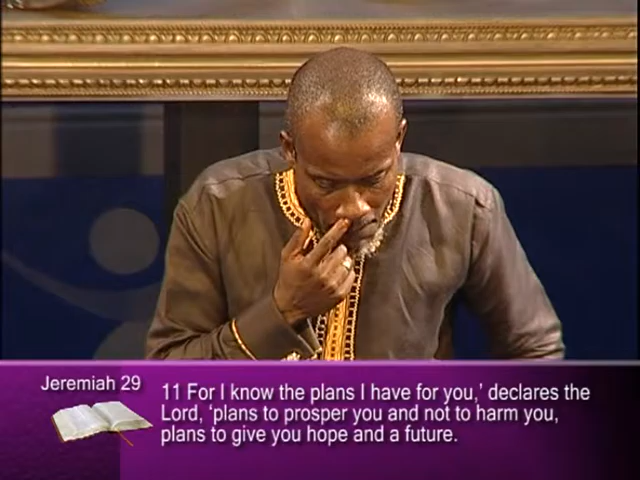 Jeremiah 29
11 For I know the plans I have for you,' declares the
Lord, 'plans to prosper you and not to harm you,
plans to give you hope and a future.